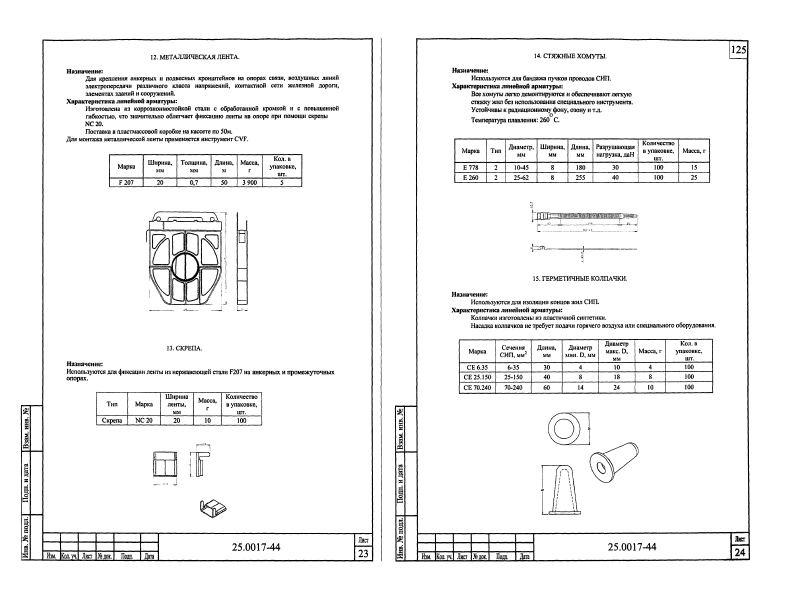 12. МЕТАЛЛИЧЕСКАЯ ЛЕНТА.
Назначение:
Для крепления анкерных и подвесных кронштейнов на опорах связи, воздушных линий
электропередачи различного класса напряжений, контактной сети железной дороги,
элементах зданий и сооружений.
Характеристика линейной арматуры:
Изготовлена из коррозионностойкой стали с обработанной кромкой и с повышенной
гибкостью, что значительно облегчает фиксацию ленты на опоре при помощи скрепы
NC 20.
Поставка в пластмассовой коробке на кассете по 50м.
Для монтажа металлической ленты применяется инструмент CVF.
Марка Ширина, мм Толщина, мм Длина, м Масса, г Кол. в упаковке, шт.
F 207 20 0,7 50 3 900 5
13. СКРЕПА.
Назначение:
Используются для фиксации ленты из нержавеющей стали F207 на анкерных и промежуточных
опорах.
Тип Марка Ширина ленты, мм Масса, г Количество в упаковке, шт.
Скрепа NC 20 20 10 100
Взам. инв. №
Подп. и дата
Инв. № подл.
Изм. Кол. уч. Лист № док. Подп. Дата
25.0017-44
Лист
23
125
14. СТЯЖНЫЕ ХОМУТЫ.
Назначение:
Используются для бандажа пучков проводов СИП.
Характеристика линейной арматуры:
Все хомуты легко демонтируются и обеспечивают легкую
стяжку жил без использования специального инструмента.
Устойчивы к радиационному фону, озону и т.д.
Температура плавления: 260° С.
Марка Тип Диаметр, мм Ширина, мм Длина, мм Разрушающая нагрузка, даН Количество в упаковке, шт. Масса, г
E 778 2 10-45 8 180 30 100 15
E 260 2 25-62 8 255 40 100 25
15. ГЕРМЕТИЧНЫЕ КОЛПАЧКИ.
Назначение:
Используются для изоляции концов жил СИП.
Характеристика линейной арматуры:
Колпачки изготовлены из пластичной синтетики.
Насадка колпачков не требует подачи горячего воздуха или специального оборудования.
Марка Сечения СИП, мм² Длина, мм Диаметр мин. D, мм Диаметр макс. D, мм Масса, г Кол. в упаковке, шт.
CE 6.35 6-35 30 4 10 4 100
CE 25.150 25-150 40 8 18 8 100
CE 70.240 70-240 60 14 24 10 100
Взам. инв. №
Подп. и дата
Инв. № подл.
Изм. Кол. уч. Лист № док. Подп. Дата
25.0017-44
Лист
24